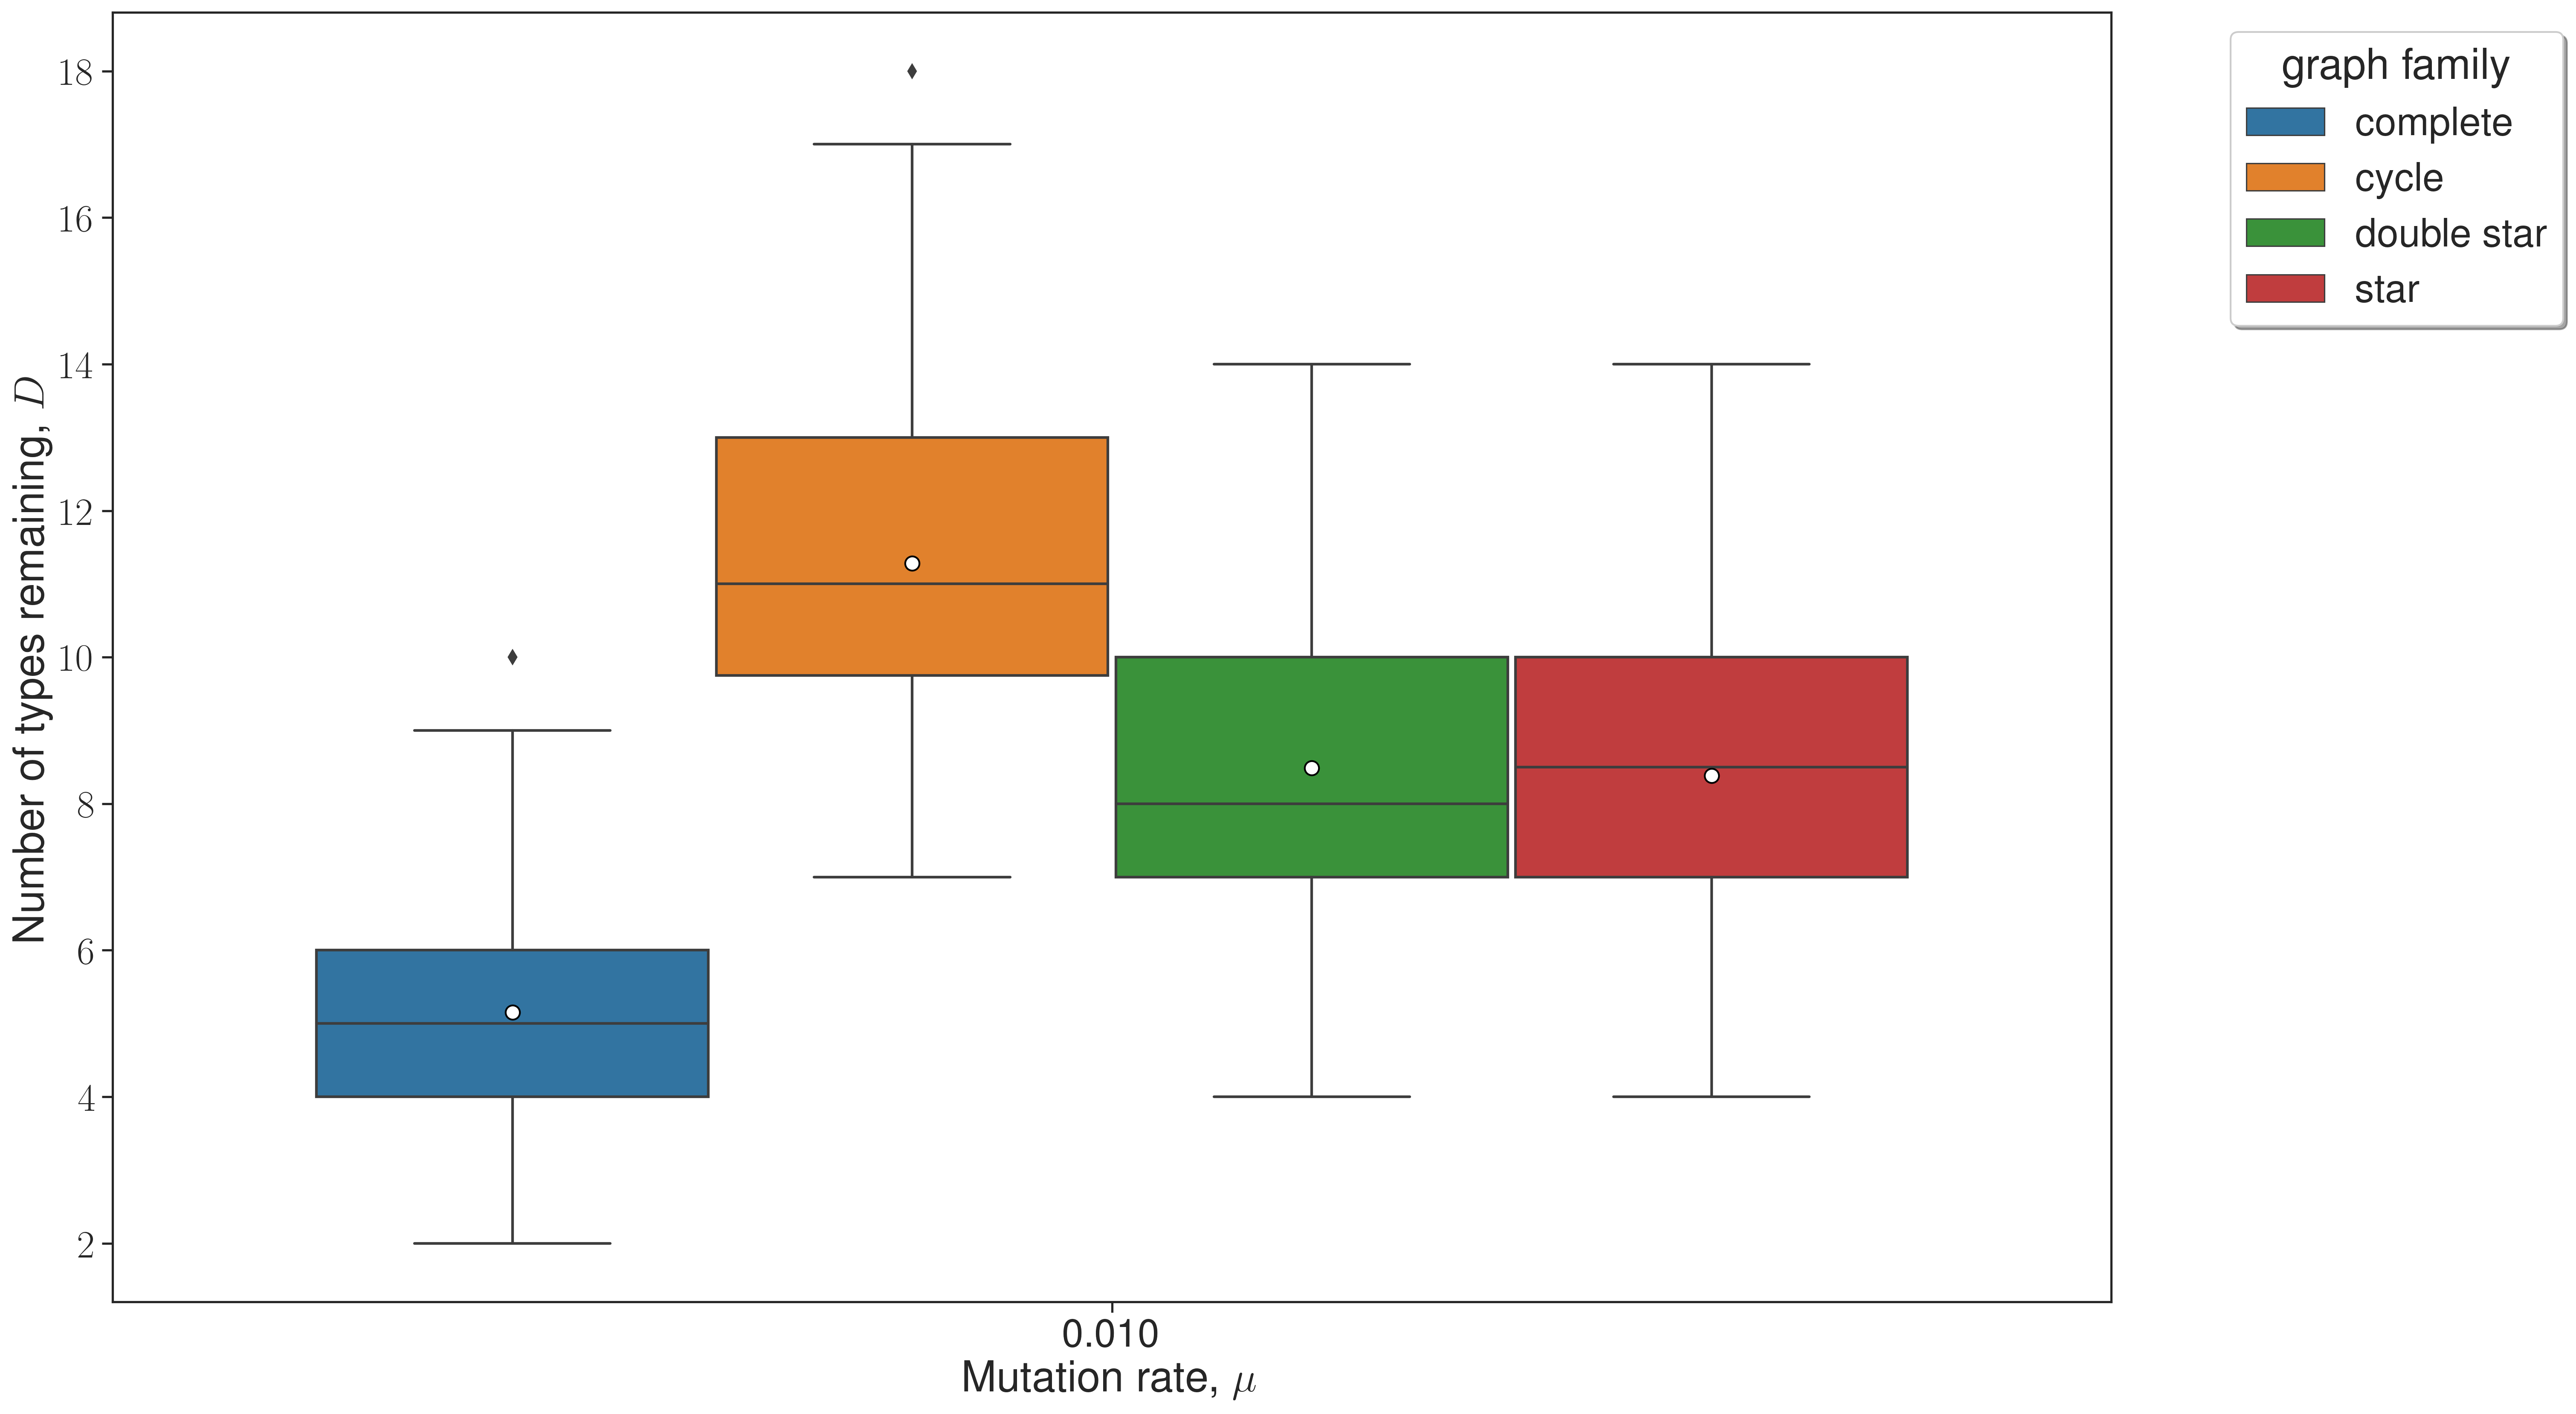 Number of types remaining, D
18
16
14
12
10
8
6
4
2
0.010
Mutation rate, μ
graph family
complete
cycle
double star
star